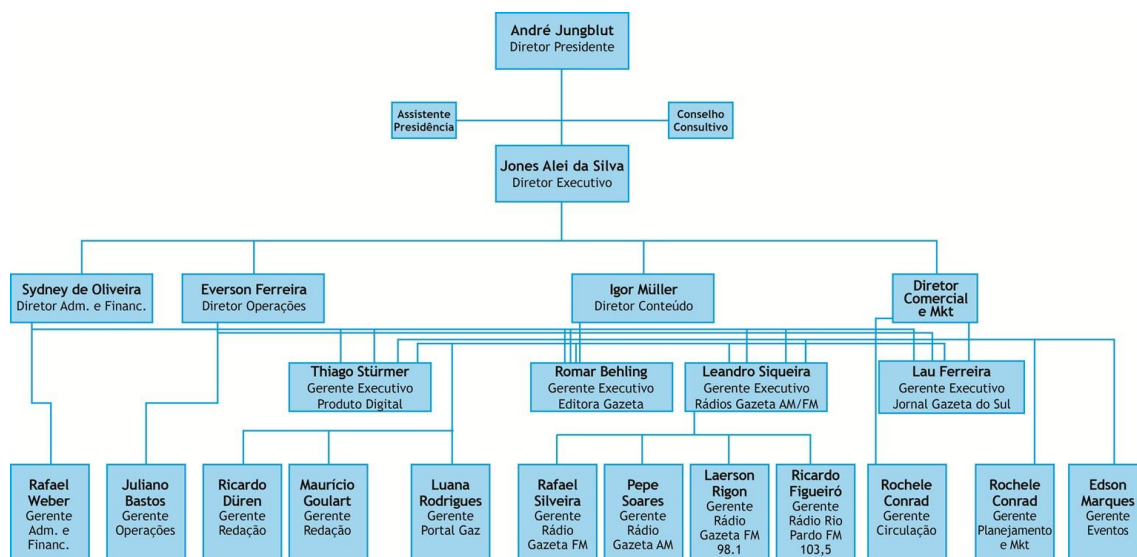 André Jungblut
Diretor Presidente
Assistente
Presidência
Conselho
Consultivo
Jones Alei da Silva
Diretor Executivo
Sydney de Oliveira
Diretor Adm. e Financ.
Everson Ferreira
Diretor Operações
Igor Müller
Diretor Conteúdo
Diretor
Comercial
e Mkt
Thiago Stürmer
Gerente Executivo
Produto Digital
Romar Behling
Gerente Executivo
Editora Gazeta
Leandro Siqueira
Gerente Executivo
Rádios Gazeta AM/FM
Lau Ferreira
Gerente Executivo
Jornal Gazeta do Sul
Rafael
Weber
Gerente
Adm. e
Financ.
Juliano
Bastos
Gerente
Operações
Ricardo
Düren
Gerente
Redação
Maurício
Goulart
Gerente
Redação
Luana
Rodrigues
Gerente
Portal Gaz
Rafael
Silveira
Gerente
Rádio
Gazeta FM
Pepe
Soares
Gerente
Rádio
Gazeta AM
Laerson
Rigon
Gerente
Rádio
Gazeta FM
98.1
Ricardo
Figueiró
Gerente
Rádio Rio
Pardo FM
103,5
Rochele
Conrad
Gerente
Circulação
Rochele
Conrad
Gerente
Planejamento
e Mkt
Edson
Marques
Gerente
Eventos